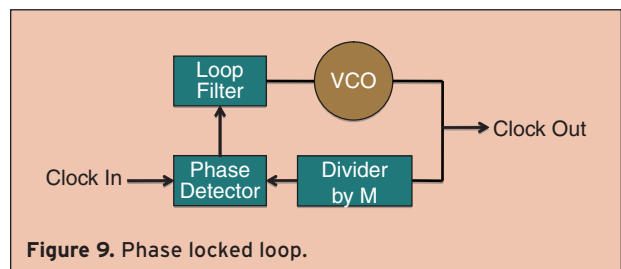 Loop
Filter
VCO
Clock Out
Clock In
Phase
Detector
Divider
by M
Figure 9. Phase locked loop.